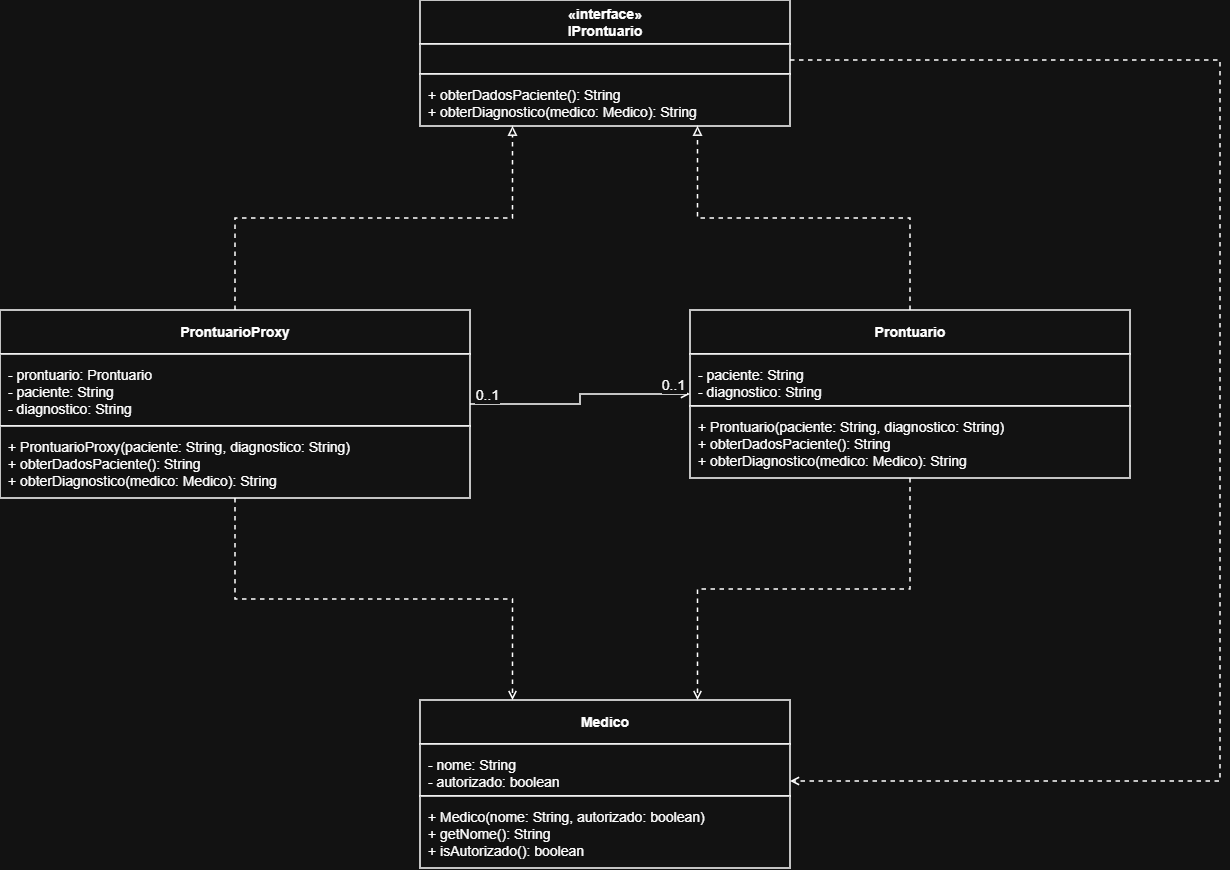 «interface»
IProntuario
+ obterDadosPaciente(): String
+ obterDiagnostico(medico: Medico): String
ProntuarioProxy
- prontuario: Prontuario
- paciente: String
- diagnostico: String
+ ProntuarioProxy(paciente: String, diagnostico: String)
+ obterDadosPaciente(): String
+ obterDiagnostico(medico: Medico): String
0..1
0..1
Prontuario
- paciente: String
- diagnostico: String
+ Prontuario(paciente: String, diagnostico: String)
+ obterDadosPaciente(): String
+ obterDiagnostico(medico: Medico): String
Medico
- nome: String
- autorizado: boolean
+ Medico(nome: String, autorizado: boolean)
+ getNome(): String
+ isAutorizado(): boolean